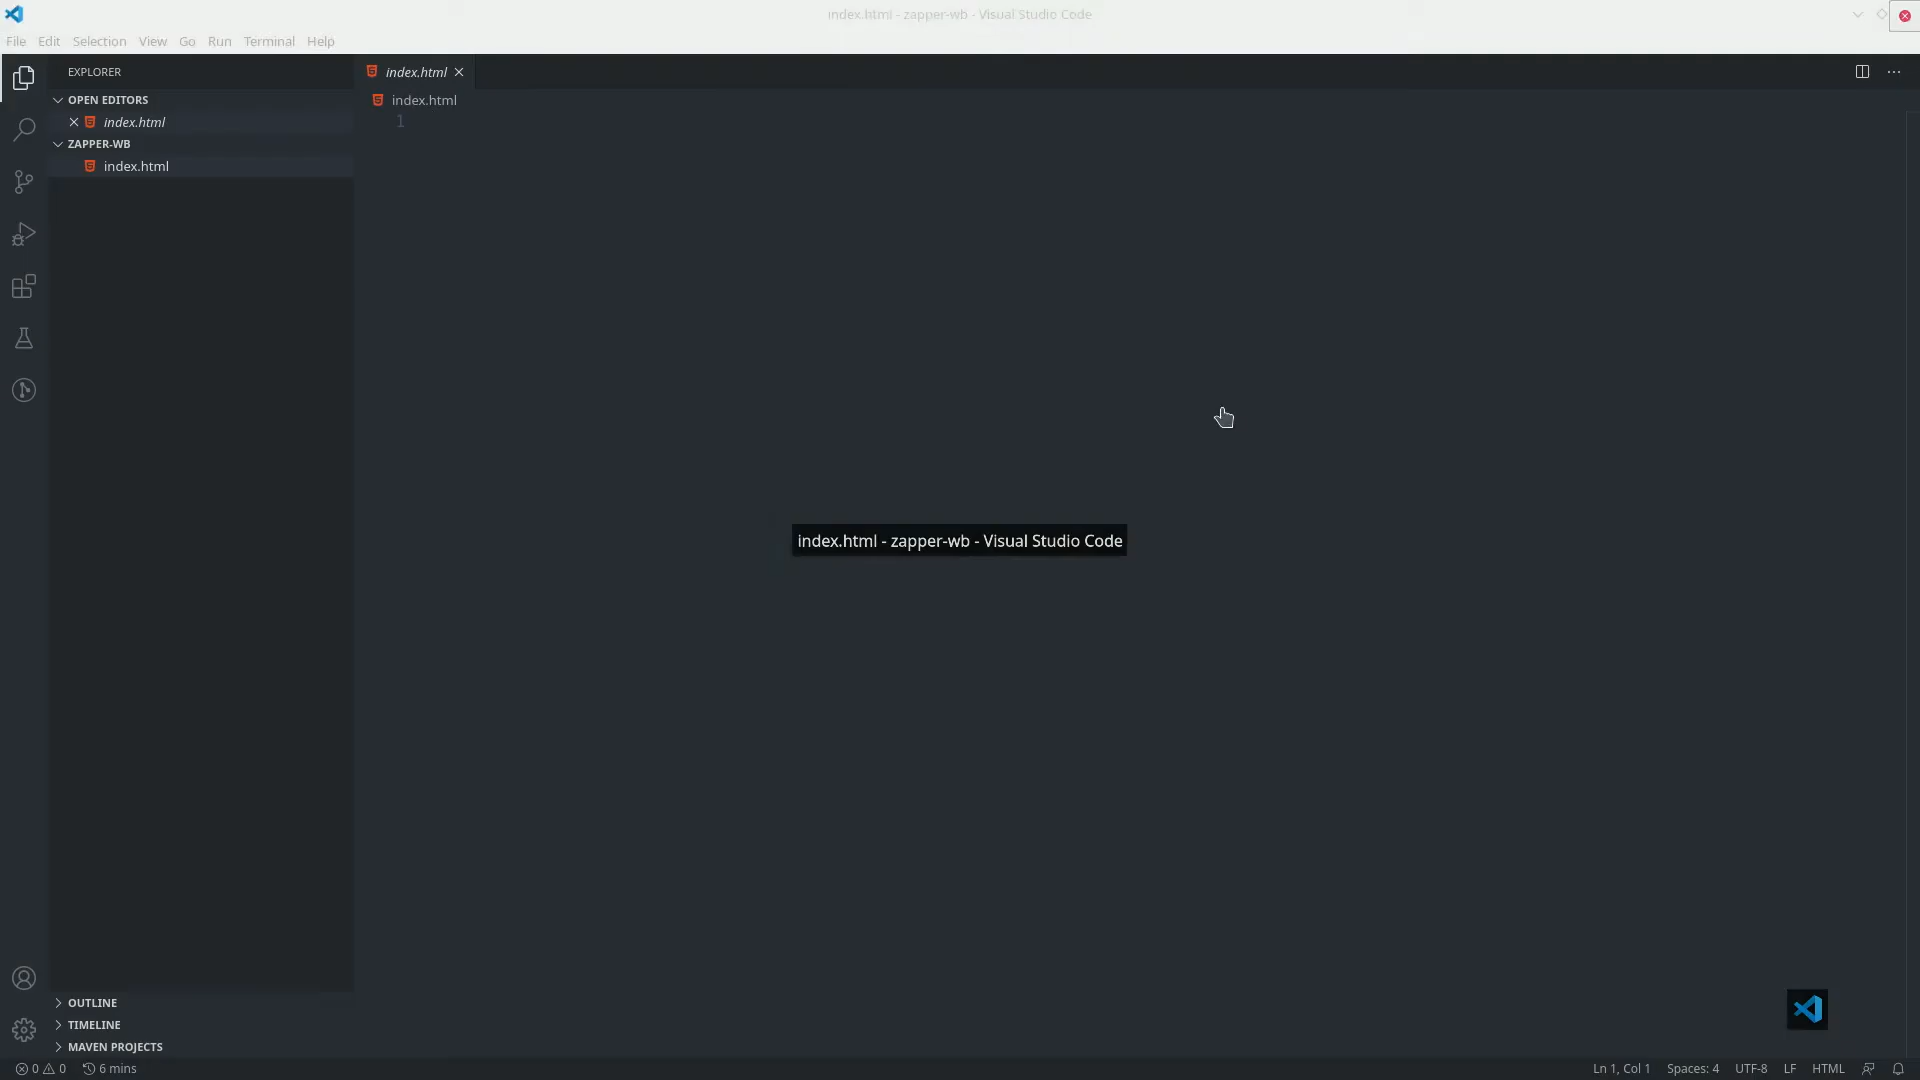 index.html - zapper-wb - Visual Studio Code
File Edit Selection View Go Run Terminal Help
EXPLORER
OPEN EDITORS
index.html
ZAPPER-WB
index.html
index.html
index.html
1
index.html - zapper-wb - Visual Studio Code
OUTLINE
TIMELINE
MAVEN PROJECTS
0 0 6 mins Ln 1, Col 1 Spaces: 4 UTF-8 LF HTML